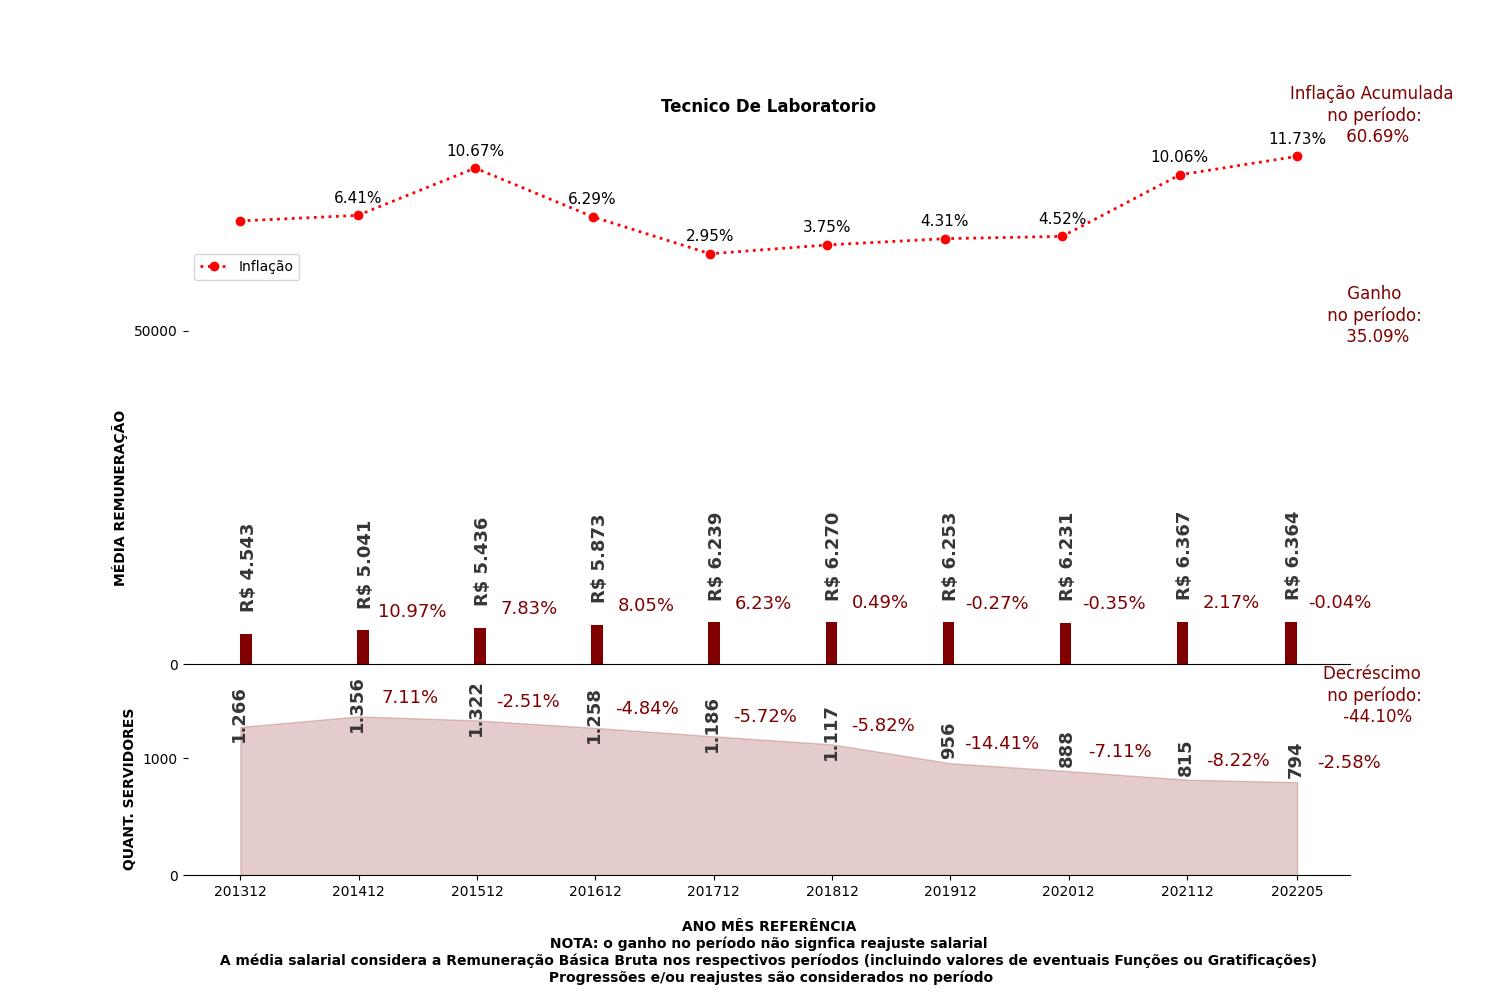 Tecnico De Laboratorio
Inflação Acumulada
no período:
60.69%
6.41%
10.67%
6.29%
2.95%
3.75%
4.31%
4.52%
10.06%
11.73%
Inflação
Ganho
no período:
35.09%
50000
0
MÉDIA REMUNERAÇÃO
R$ 4.543
R$ 5.041
R$ 5.436
R$ 5.873
R$ 6.239
R$ 6.270
R$ 6.253
R$ 6.231
R$ 6.367
R$ 6.364
10.97%
7.83%
8.05%
6.23%
0.49%
-0.27%
-0.35%
2.17%
-0.04%
Decréscimo
no período:
-44.10%
1000
0
QUANT. SERVIDORES
1.266
1.356
1.322
1.258
1.186
1.117
956
888
815
794
7.11%
-2.51%
-4.84%
-5.72%
-5.82%
-14.41%
-7.11%
-8.22%
-2.58%
201312
201412
201512
201612
201712
201812
201912
202012
202112
202205
ANO MÊS REFERÊNCIA
NOTA: o ganho no período não signfica reajuste salarial
A média salarial considera a Remuneração Básica Bruta nos respectivos períodos (incluindo valores de eventuais Funções ou Gratificações)
Progressões e/ou reajustes são considerados no período